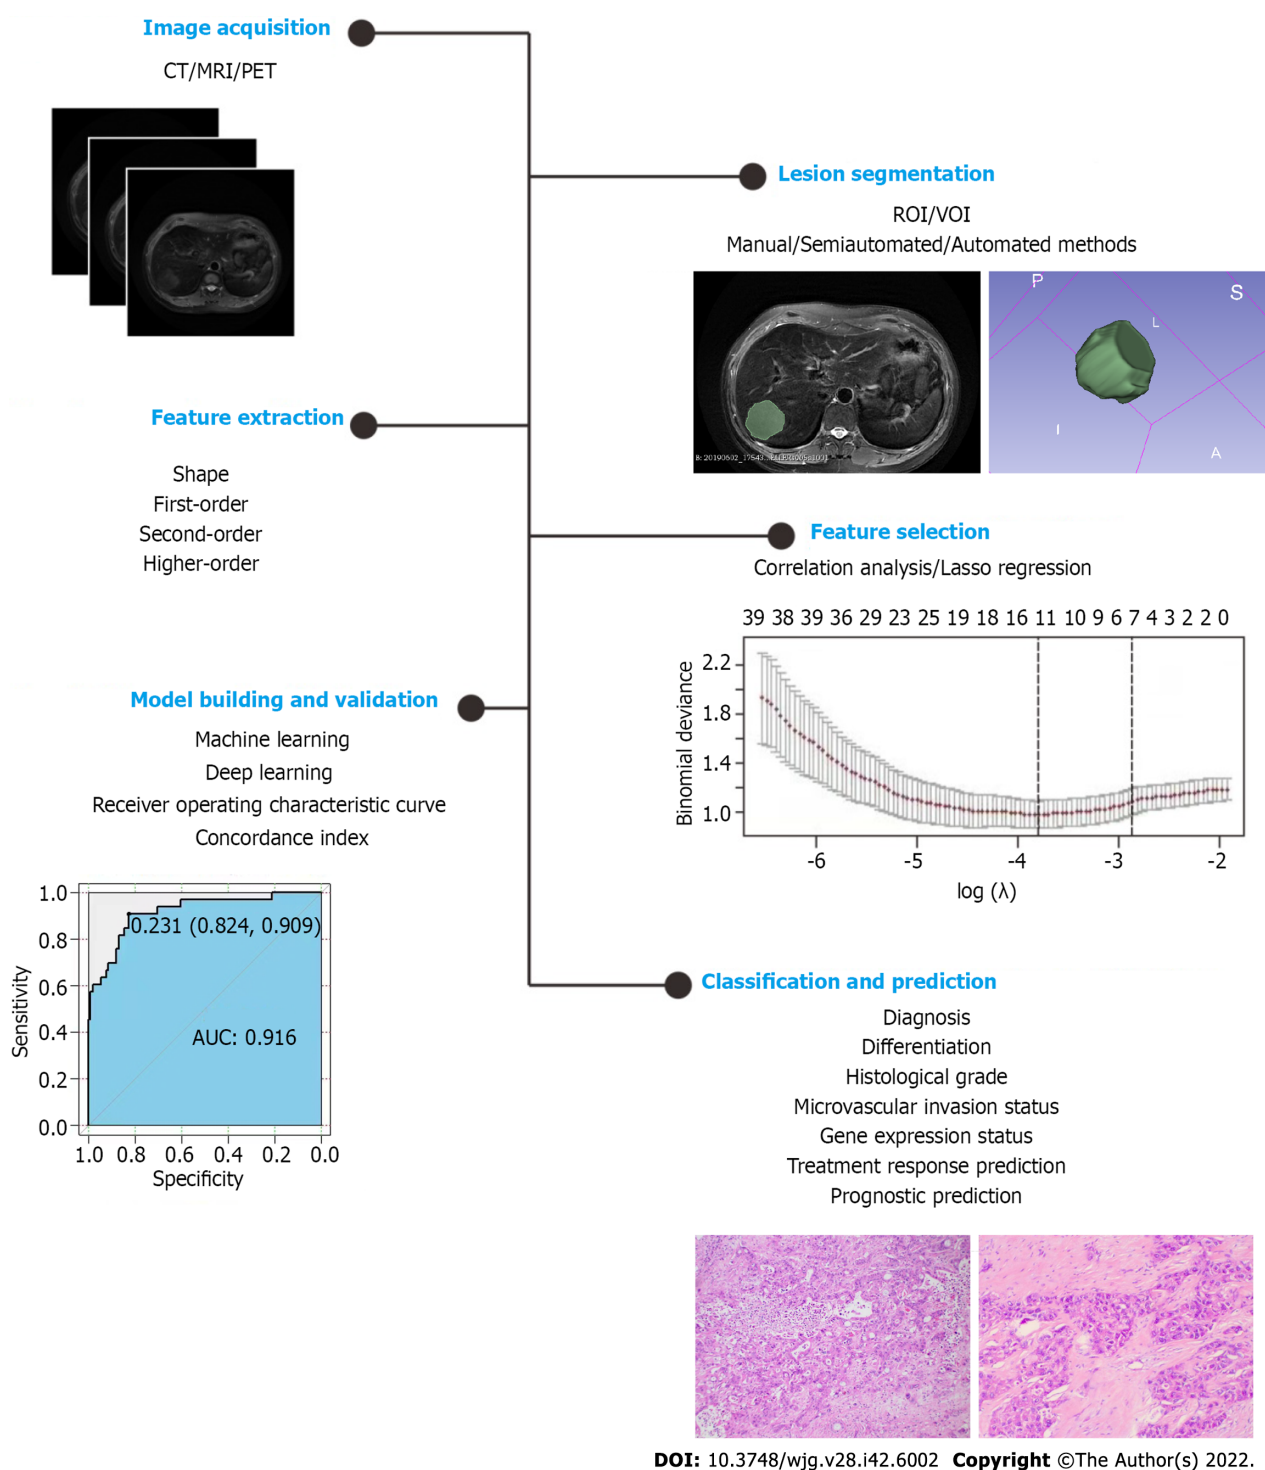 Image acquisition
CT/MRI/PET
Lesion segmentation
ROI/VOI
Manual/Semiautomated/Automated methods
P
S
L
I
A
Feature extraction
Shape
First-order
Second-order
Higher-order
Feature selection
Correlation analysis/Lasso regression
39 38 39 36 29 23 25 19 18 16 11 10 9 6 7 4 3 2 2 0
Binomial deviance
2.2
1.8
1.4
1.0
-6 -5 -4 -3 -2
log (λ)
Model building and validation
Machine learning
Deep learning
Receiver operating characteristic curve
Concordance index
Sensitivity
1.0
0.8
0.6
0.4
0.2
0.0
0.231 (0.824, 0.909)
AUC: 0.916
1.0 0.8 0.6 0.4 0.2 0.0
Specificity
Classification and prediction
Diagnosis
Differentiation
Histological grade
Microvascular invasion status
Gene expression status
Treatment response prediction
Prognostic prediction
DOI: 10.3748/wjg.v28.i42.6002 Copyright ©The Author(s) 2022.